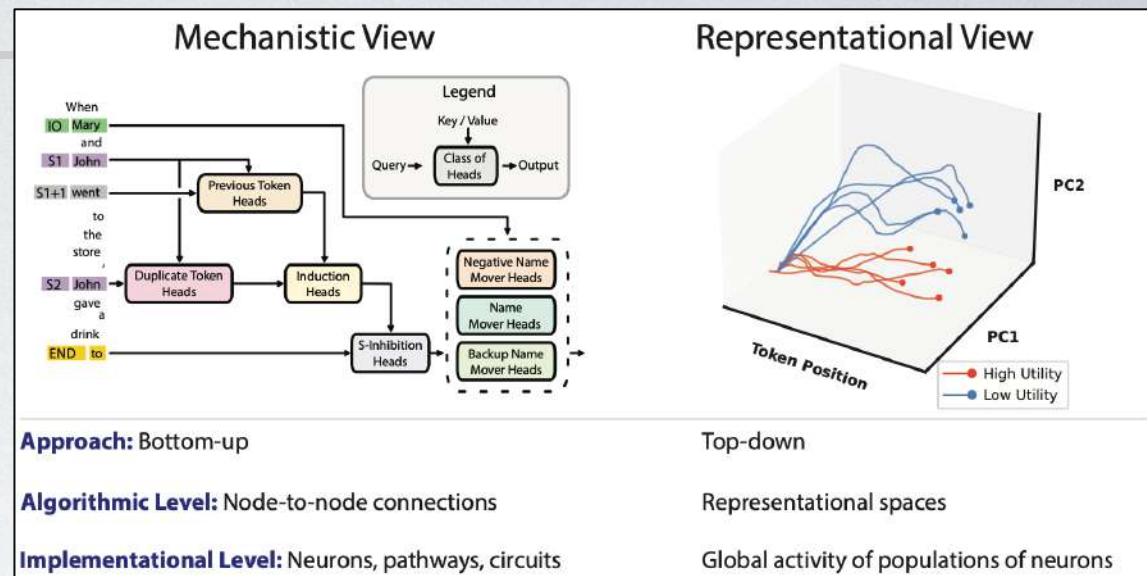 Mechanistic View
When
IO Mary
and
S1 John
S1+1 went
to
the
store
,
S2 John
gave
a
drink
END to
Previous Token
Heads
Duplicate Token
Heads
Induction
Heads
S-Inhibition
Heads
Legend
Key / Value
Query
Class of
Heads
Output
Negative Name
Mover Heads
Name
Mover Heads
Backup Name
Mover Heads
Representational View
PC2
PC1
Token Position
High Utility
Low Utility
Approach: Bottom-up
Top-down
Algorithmic Level: Node-to-node connections
Representational spaces
Implementational Level: Neurons, pathways, circuits
Global activity of populations of neurons